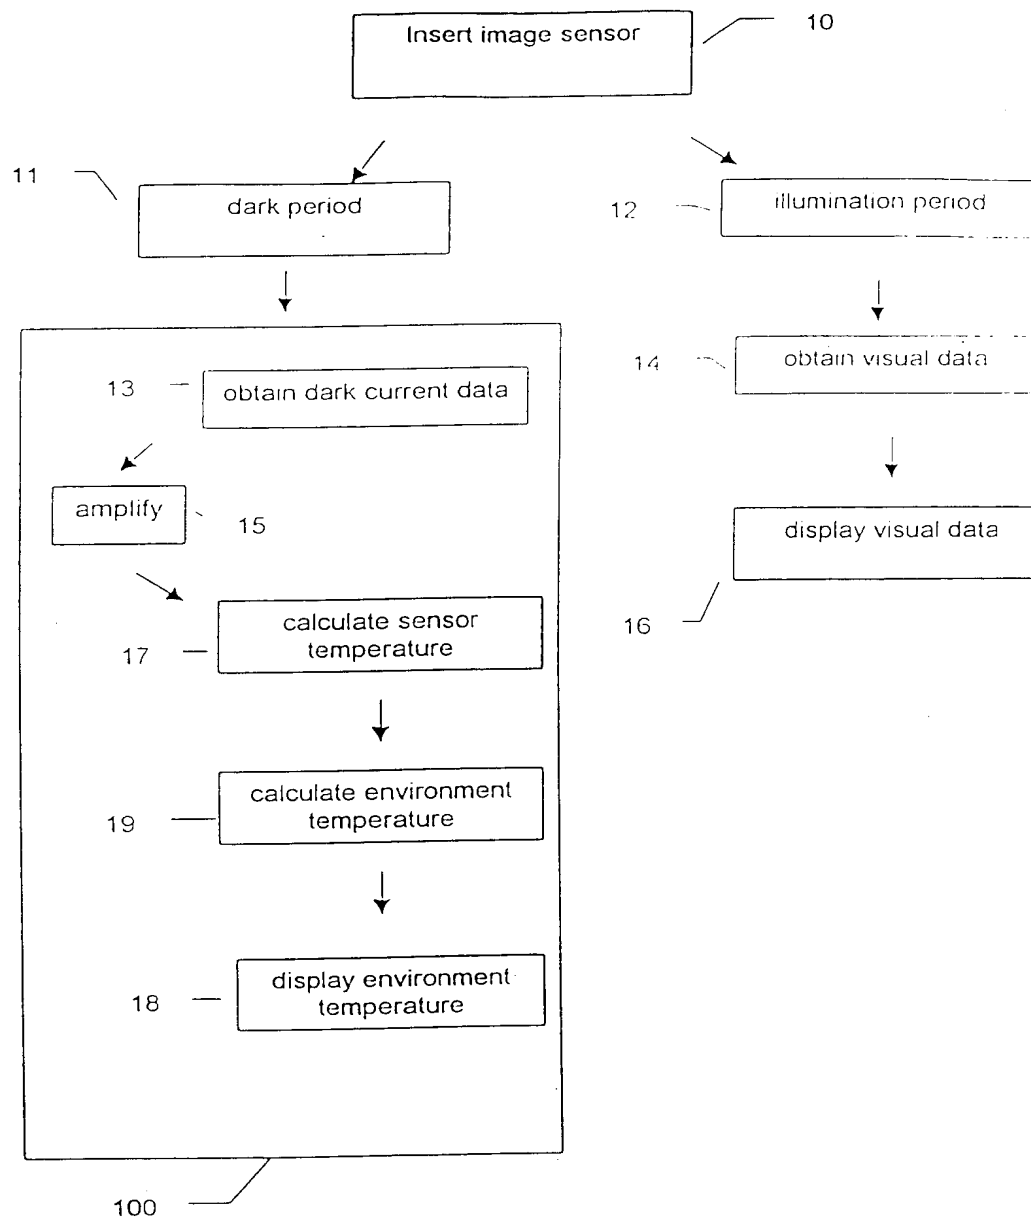 Insert image sensor
10
11
dark period
12
illumination period
13
obtain dark current data
14
obtain visual data
amplify
15
display visual data
16
calculate sensor
temperature
17
calculate environment
temperature
19
display environment
temperature
18
100